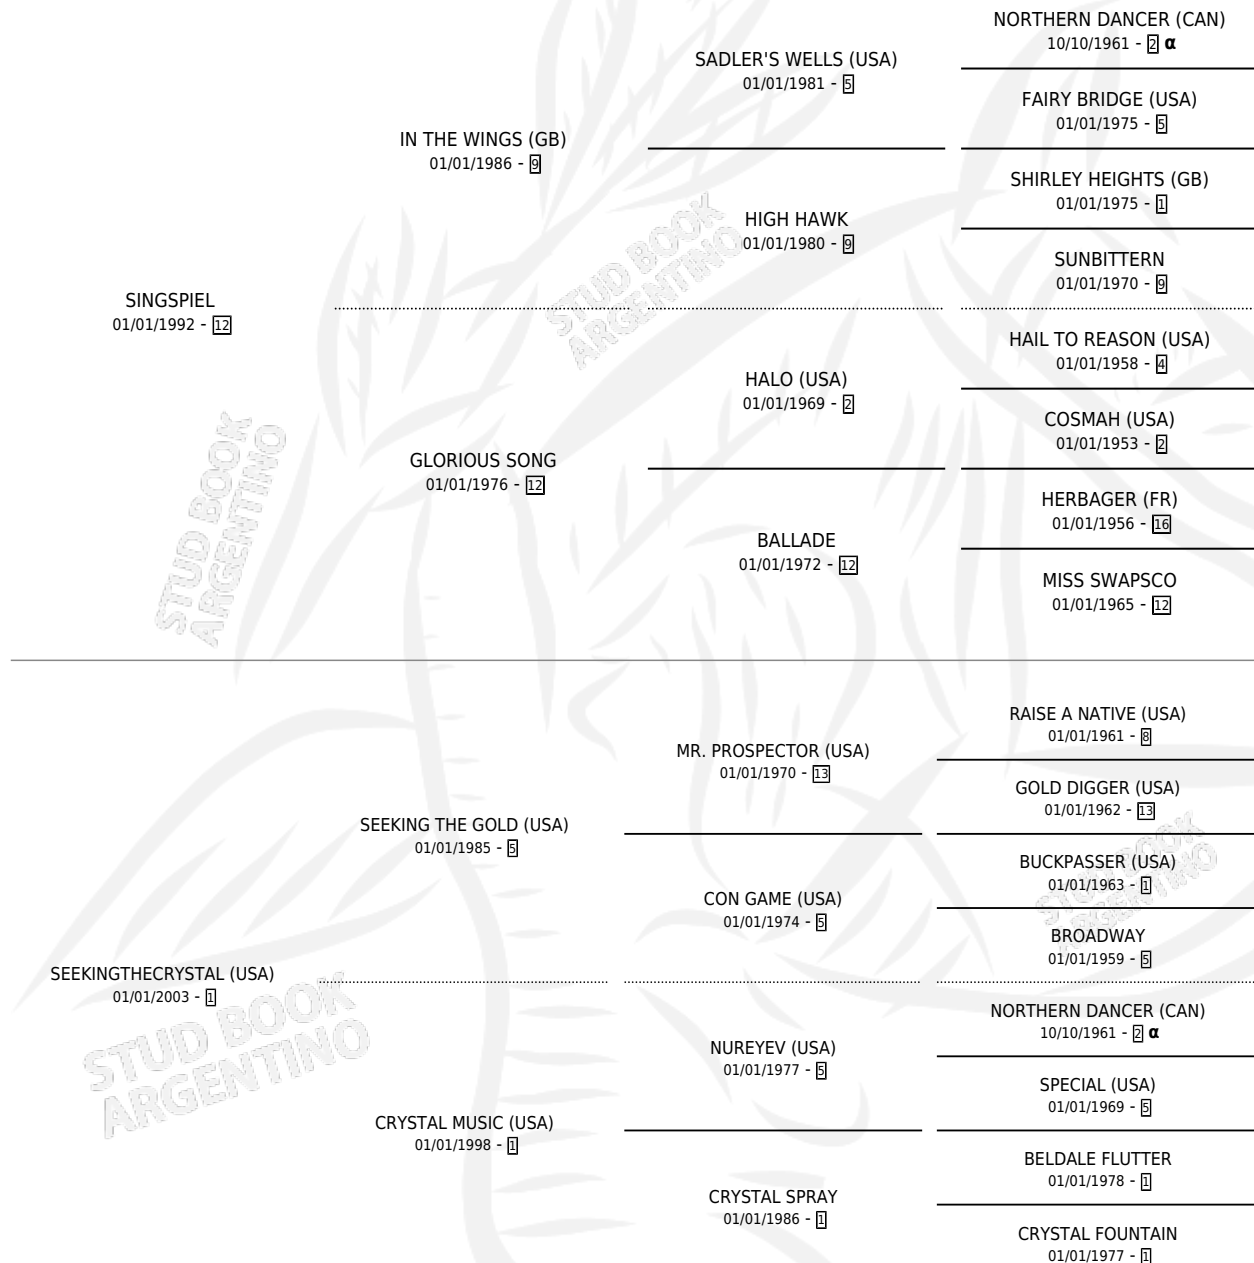 NORTHERN DANCER (CAN)
10/10/1961 - 2 α
SADLER'S WELLS (USA)
01/01/1981 - 5
FAIRY BRIDGE (USA)
01/01/1975 - 5
IN THE WINGS (GB)
01/01/1986 - 9
SHIRLEY HEIGHTS (GB)
01/01/1975 - 1
HIGH HAWK
01/01/1980 - 9
SUNBITTERN
01/01/1970 - 9
SINGSPIEL
01/01/1992 - 12
HAIL TO REASON (USA)
01/01/1958 - 4
HALO (USA)
01/01/1969 - 2
COSMAH (USA)
01/01/1953 - 2
GLORIOUS SONG
01/01/1976 - 12
HERBAGER (FR)
01/01/1956 - 16
BALLADE
01/01/1972 - 12
MISS SWAPSCO
01/01/1965 - 12
RAISE A NATIVE (USA)
01/01/1961 - 8
MR. PROSPECTOR (USA)
01/01/1970 - 13
GOLD DIGGER (USA)
01/01/1962 - 13
SEEKING THE GOLD (USA)
01/01/1985 - 5
BUCKPASSER (USA)
01/01/1963 - 1
CON GAME (USA)
01/01/1974 - 5
BROADWAY
01/01/1959 - 5
SEEKINGTHECRYSTAL (USA)
01/01/2003 - 1
NORTHERN DANCER (CAN)
10/10/1961 - 2 α
NUREYEV (USA)
01/01/1977 - 5
SPECIAL (USA)
01/01/1969 - 5
CRYSTAL MUSIC (USA)
01/01/1998 - 1
BELDALE FLUTTER
01/01/1978 - 1
CRYSTAL SPRAY
01/01/1986 - 1
CRYSTAL FOUNTAIN
01/01/1977 - 1
STUD BOOK
ARGENTINO
STUD BOOK
ARGENTINO
STUD BOOK
ARGENTINO
STUD BOOK
ARGENTINO